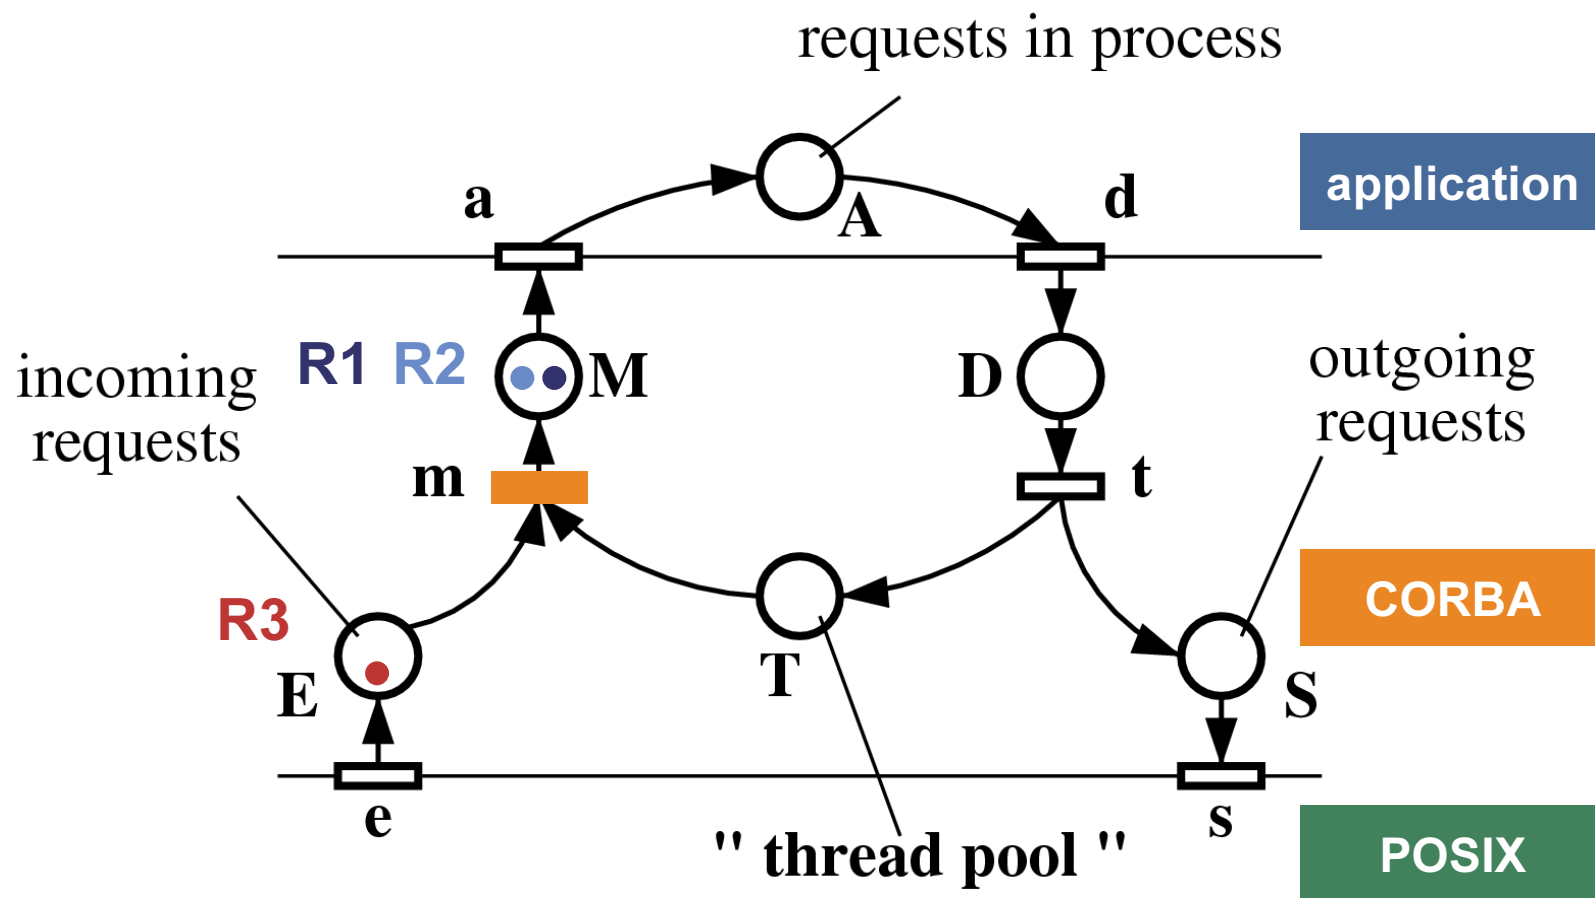 requests in process
application
a
A
d
incoming
requests
R1 R2
M
D
outgoing
requests
m
t
CORBA
R3
E
T
S
e
" thread pool "
s
POSIX